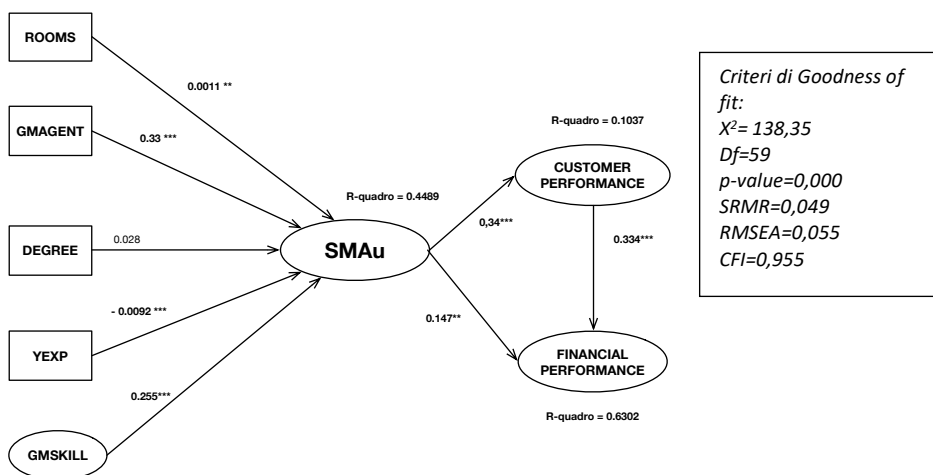 ROOMS
0.0011 **
GMAGENT
0.33 ***
DEGREE
0.028
YEXP
- 0.0092 ***
GMSKILL
0.255***
R-quadro = 0.4489
SMAu
0,34***
0.147**
R-quadro = 0.1037
CUSTOMER
PERFORMANCE
0.334***
FINANCIAL
PERFORMANCE
R-quadro = 0.6302
Criteri di Goodness of
fit:
X²= 138,35
Df=59
p-value=0,000
SRMR=0,049
RMSEA=0,055
CFI=0,955